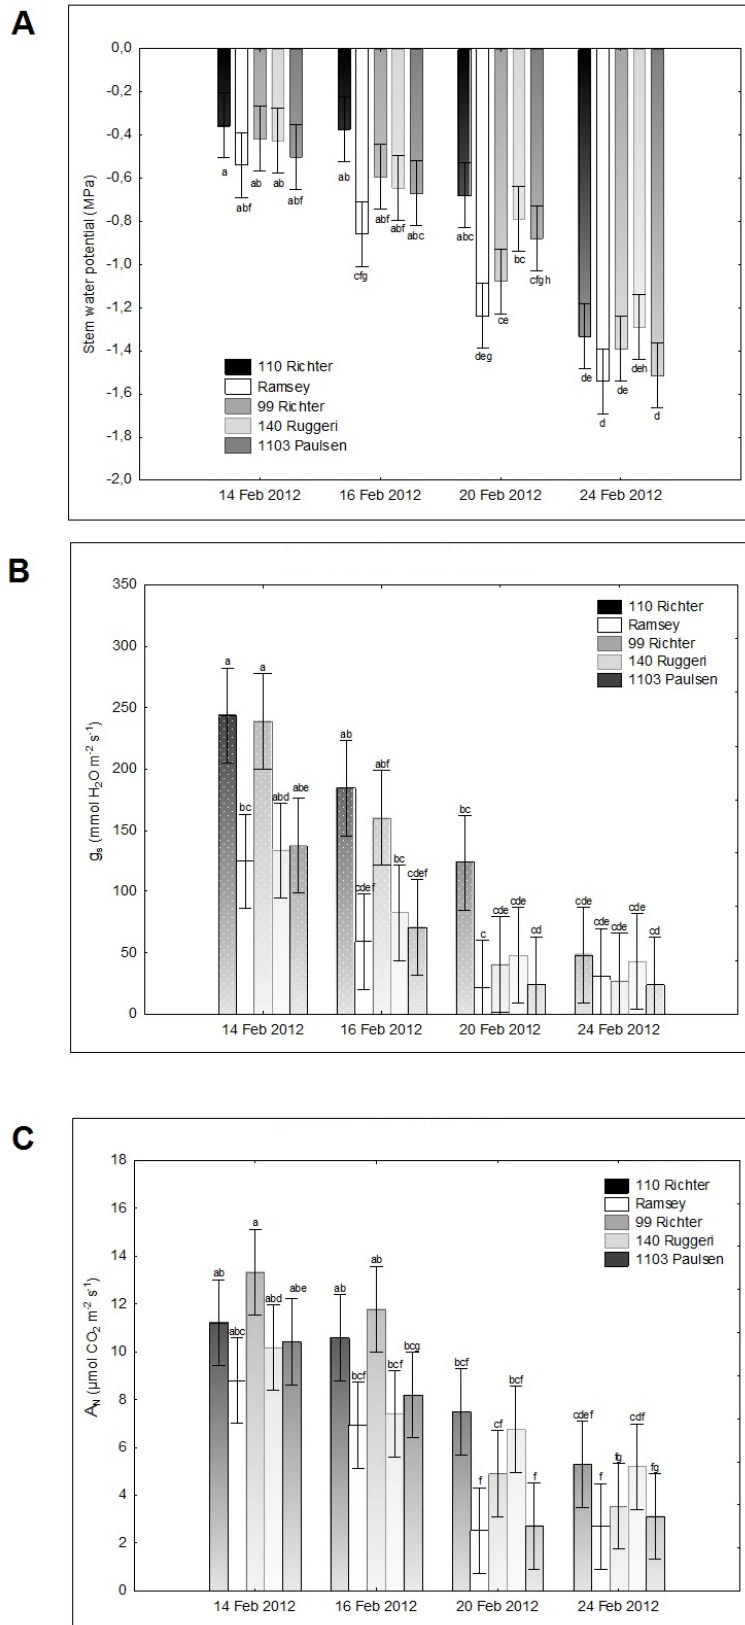 A
Stem water potential (MPa)
0,0
-0,2
-0,4
-0,6
-0,8
-1,0
-1,2
-1,4
-1,6
-1,8
-2,0
a abf ab ab abf
ab cfg abf abf abc
abc deg ce bc cfgh
de d de deh d
110 Richter
Ramsey
99 Richter
140 Ruggeri
1103 Paulsen
14 Feb 2012 16 Feb 2012 20 Feb 2012 24 Feb 2012
B
gs (mmol H2O m-2 s-1)
350
300
250
200
150
100
50
0
110 Richter
Ramsey
99 Richter
140 Ruggeri
1103 Paulsen
a bc a abd abe
ab cdef abf bc cdef
bc c cde cde cd
cde cde cde cde cd
14 Feb 2012 16 Feb 2012 20 Feb 2012 24 Feb 2012
C
AN (µmol CO2 m-2 s-1)
18
16
14
12
10
8
6
4
2
0
110 Richter
Ramsey
99 Richter
140 Ruggeri
1103 Paulsen
ab abc a abd abe
ab bcf ab bcf bcg
bcf f cf bcf f
cdef f fg cdf fg
14 Feb 2012 16 Feb 2012 20 Feb 2012 24 Feb 2012